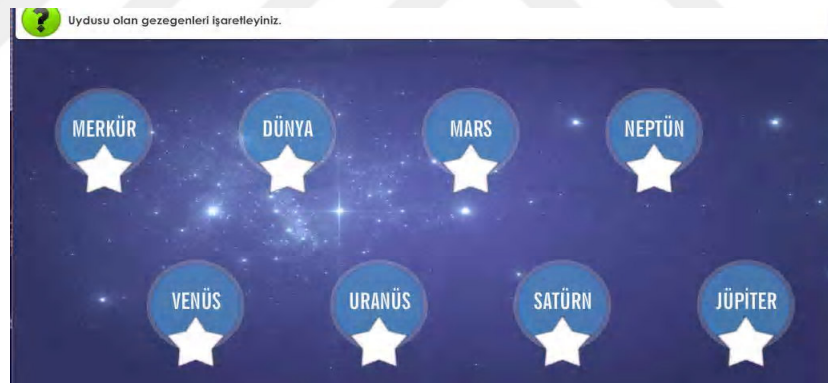 Uydusu olan gezegenleri işaretleyiniz.
MERKÜR
DÜNYA
MARS
NEPTÜN
VENÜS
URANÜS
SATÜRN
JÜPİTER